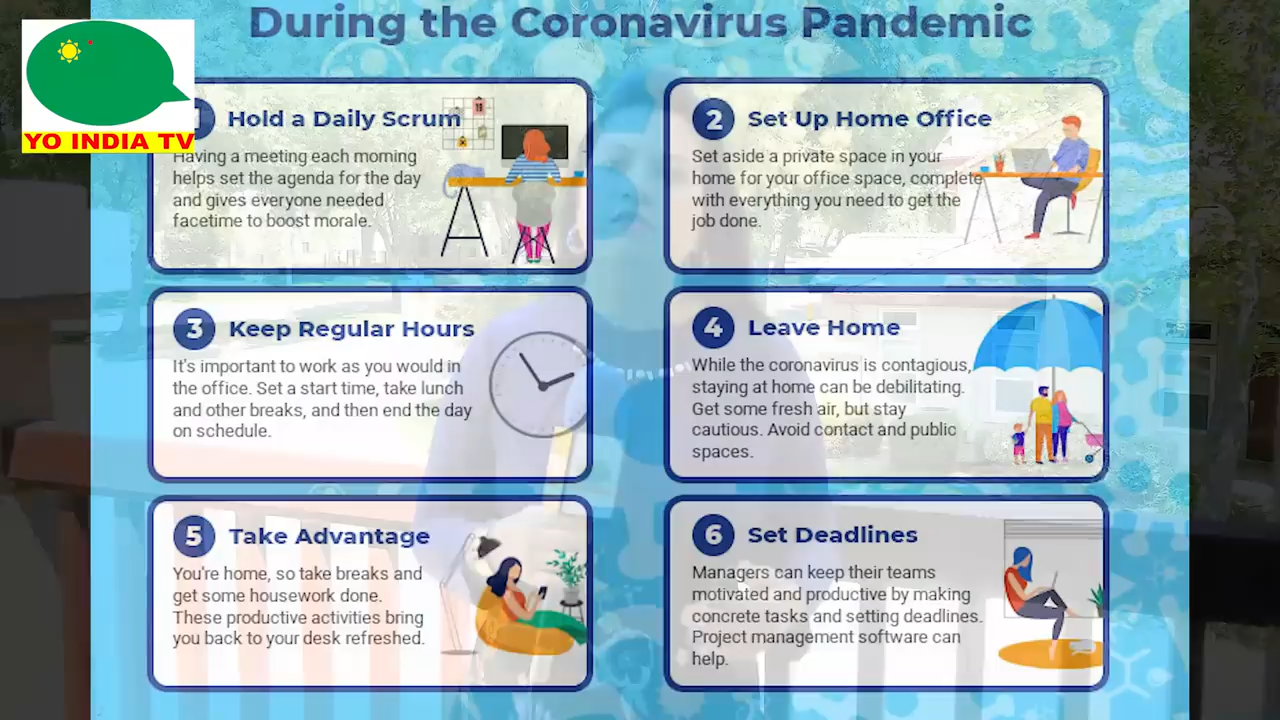 During the Coronavirus Pandemic
YO INDIA TV
Hold a Daily Scrum
Having a meeting each morning
helps set the agenda for the day
and gives everyone needed
facetime to boost morale.
2 Set Up Home Office
Set aside a private space in your
home for your office space, complete
with everything you need to get the
job done.
3 Keep Regular Hours
It's important to work as you would in
the office. Set a start time, take lunch
and other breaks, and then end the day
on schedule.
4 Leave Home
While the coronavirus is contagious,
staying at home can be debilitating.
Get some fresh air, but stay
cautious. Avoid contact and public
spaces.
5 Take Advantage
You're home, so take breaks and
get some housework done.
These productive activities bring
you back to your desk refreshed.
6 Set Deadlines
Managers can keep their teams
motivated and productive by making
concrete tasks and setting deadlines.
Project management software can
help.